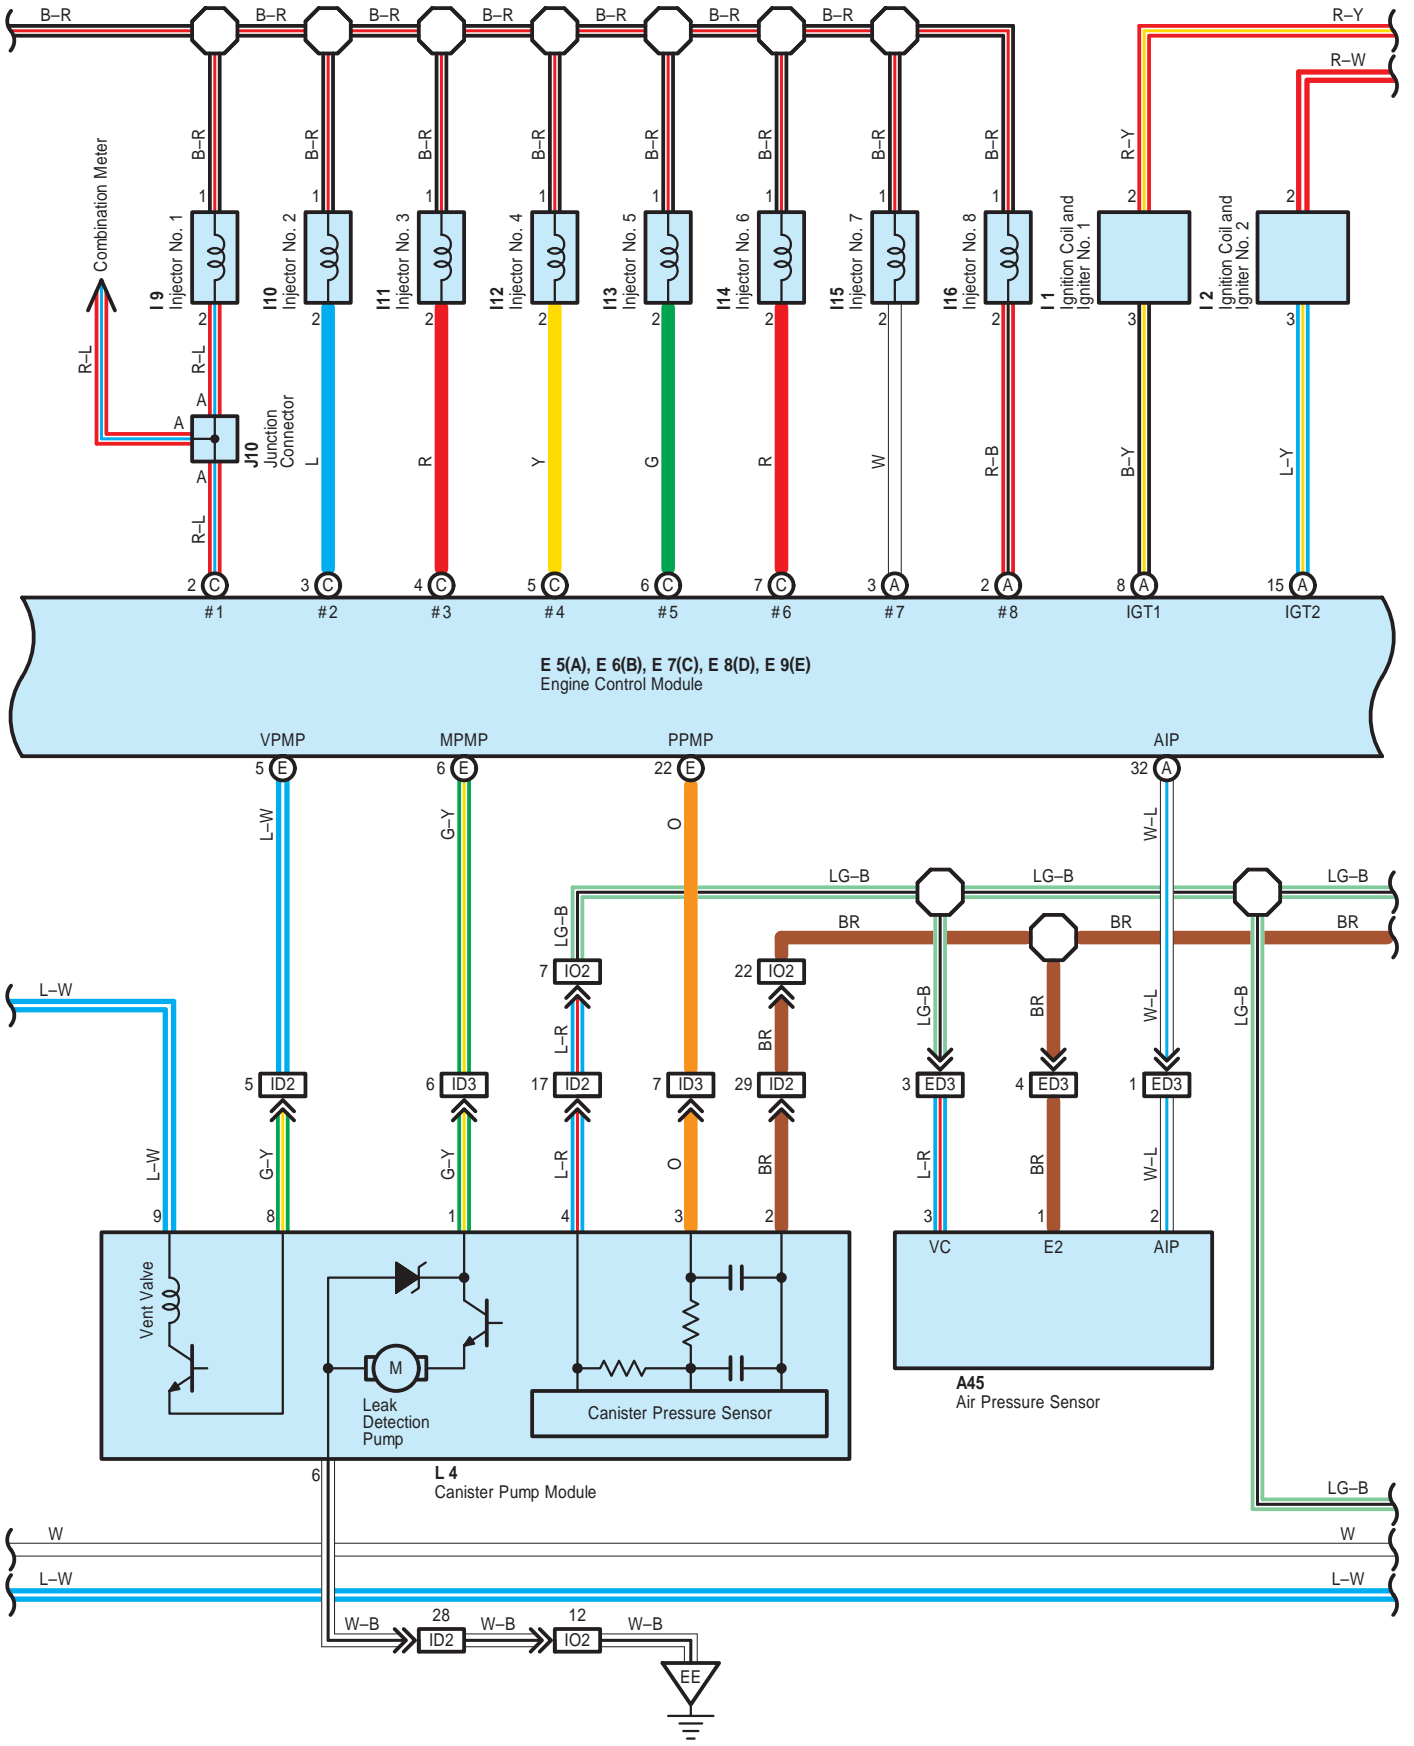 B–R B–R B–R B–R B–R B–R B–R B–R R–Y
R–W
B–R B–R B–R B–R B–R B–R B–R B–R R–Y
Combination Meter
1 1 1 1 1 1 1 1 2 2
I 9
Injector No. 1
I10
Injector No. 2
I11
Injector No. 3
I12
Injector No. 4
I13
Injector No. 5
I14
Injector No. 6
I15
Injector No. 7
I16
Injector No. 8
I 1
Ignition Coil and
Igniter No. 1
I 2
Ignition Coil and
Igniter No. 2
2 2 2 2 2 2 2 2 3 3
R–L R–L
A
A
J10
Junction
Connector
A
R–L L R Y G R W R–B B–Y L–Y
2 C 3 C 4 C 5 C 6 C 7 C 3 A 2 A 8 A 15 A
#1 #2 #3 #4 #5 #6 #7 #8 IGT1 IGT2
E 5(A), E 6(B), E 7(C), E 8(D), E 9(E)
Engine Control Module
VPMP MPMP PPMP AIP
5 E 6 E 22 E 32 A
L–W G–Y O W–L
LG–B LG–B LG–B
BR BR BR
LG–B
7 IO2 22 IO2
L–W
L–R BR LG–B BR W–L LG–B
5 ID2 6 ID3 17 ID2 7 ID3 29 ID2 3 ED3 4 ED3 1 ED3
L–W G–Y G–Y L–R O BR L–R BR W–L
9 8 1 4 3 2 3 1 2
VC E2 AIP
Vent Valve
M
Leak
Detection
Pump
Canister Pressure Sensor
A45
Air Pressure Sensor
6
L 4
Canister Pump Module
LG–B
W W
L–W L–W
W–B 28 W–B 12 W–B
ID2 IO2
EE